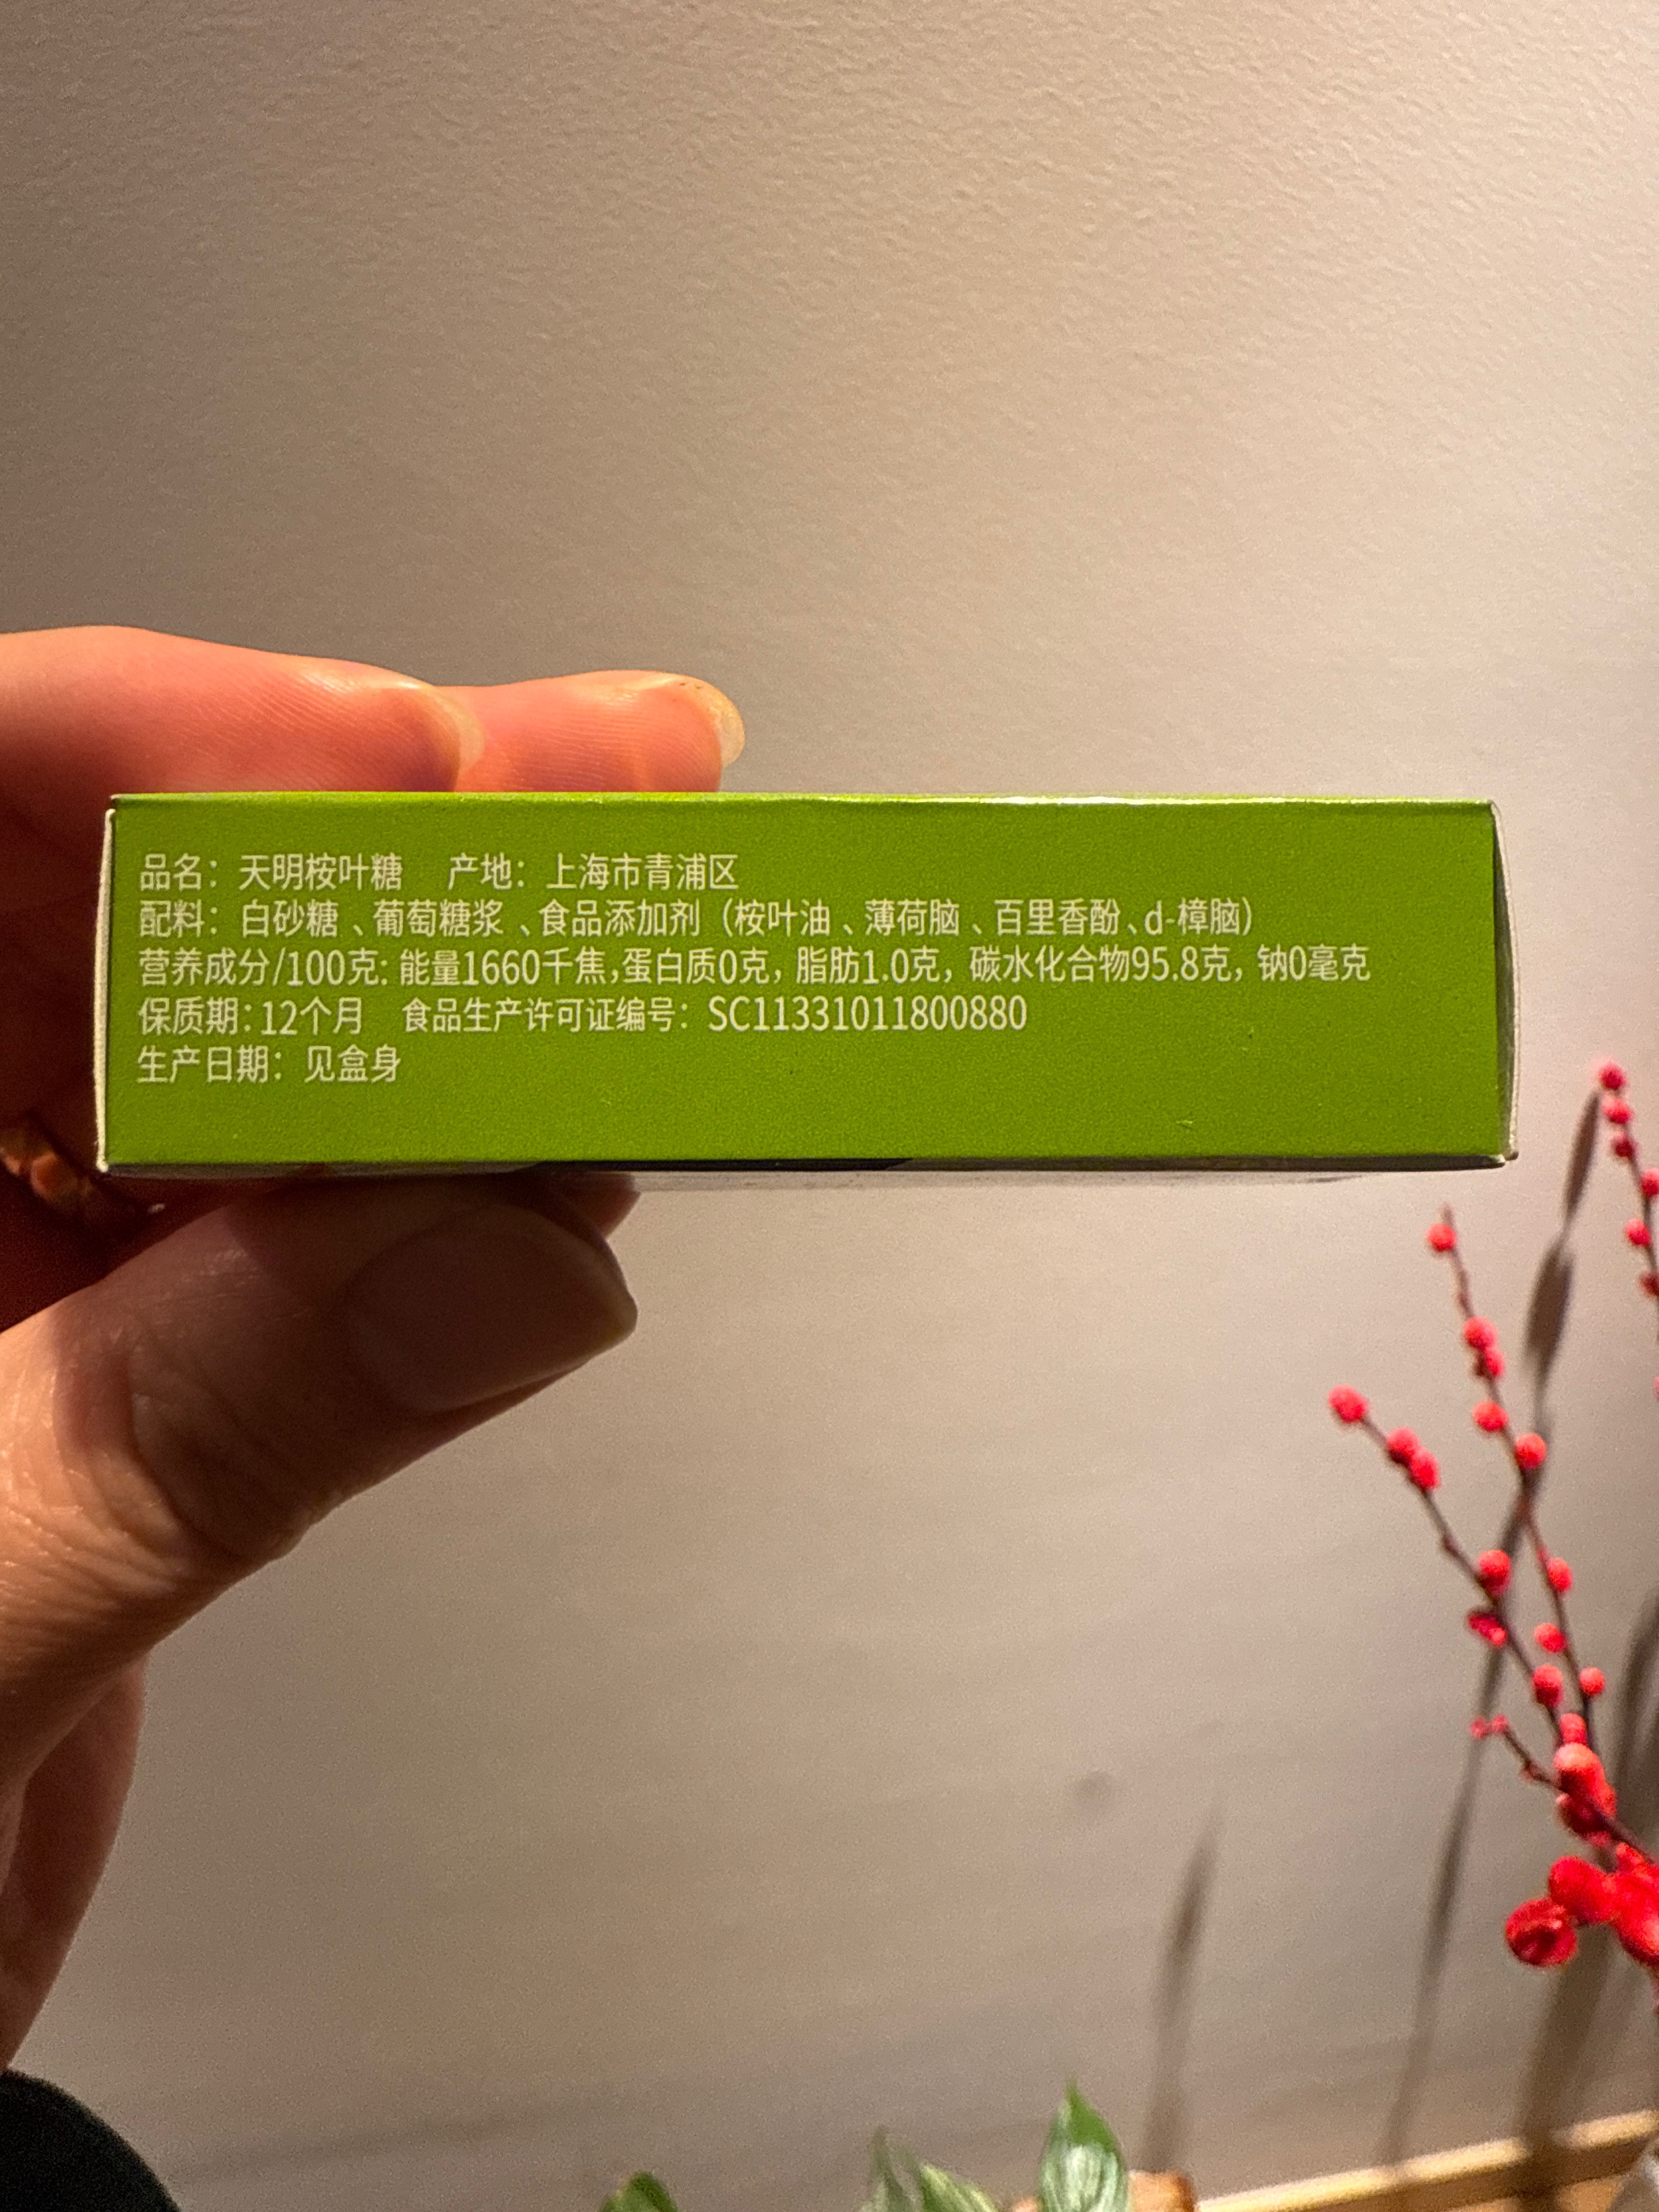 品名：天明桉叶糖 产地：上海市青浦区
配料：白砂糖、葡萄糖浆、食品添加剂（桉叶油、薄荷脑、百里香酚、d-樟脑）
营养成分/100克: 能量1660千焦,蛋白质0克，脂肪1.0克，碳水化合物95.8克，钠0毫克
保质期：12个月 食品生产许可证编号：SC11331011800880
生产日期：见盒身